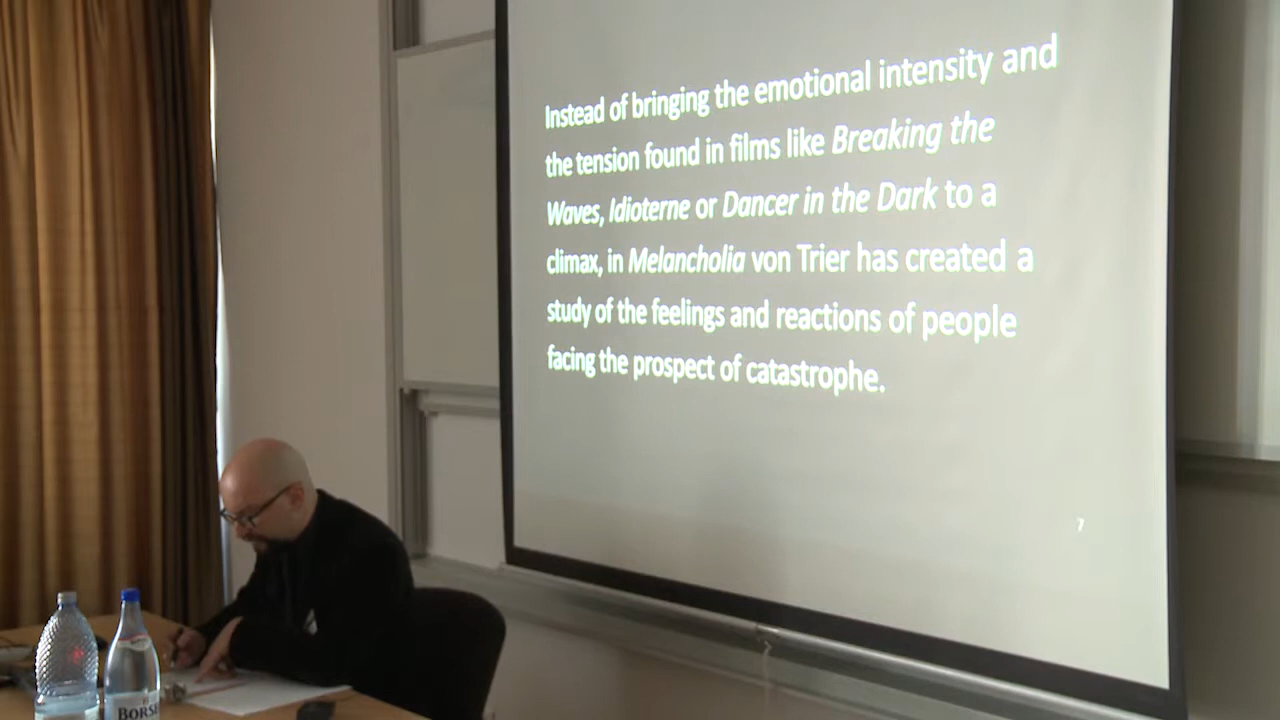 Instead of bringing the emotional intensity and
the tension found in films like Breaking the
Waves, Idioterne or Dancer in the Dark to a
climax, in Melancholia von Trier has created a
study of the feelings and reactions of people
facing the prospect of catastrophe.
7
BORSE